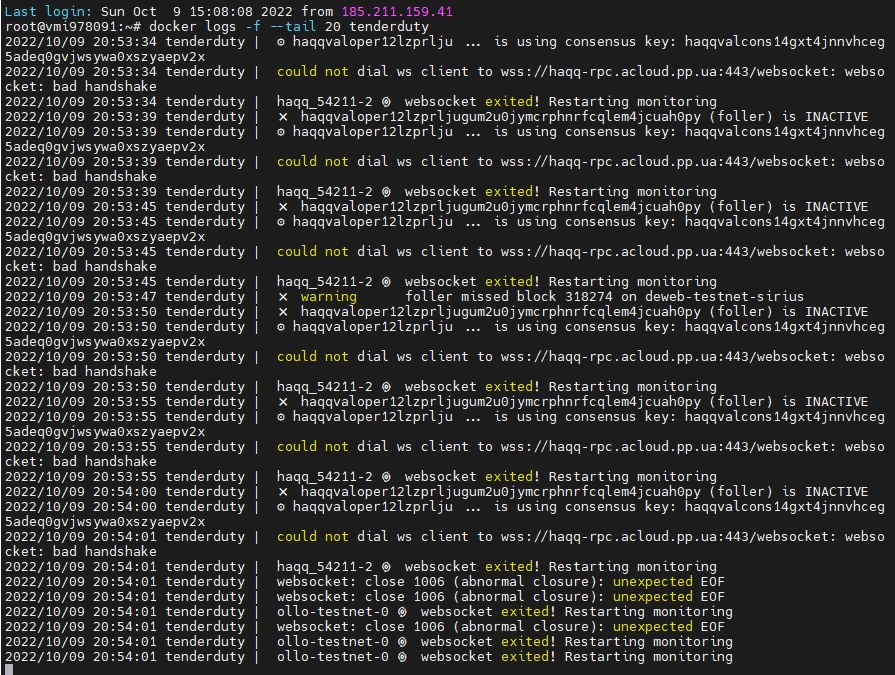 Last login: Sun Oct  9 15:08:08 2022 from 185.211.159.41
root@vmi978091:~# docker logs -f --tail 20 tenderduty
2022/10/09 20:53:34 tenderduty |  ⚙ haqqvaloper12lzprlju ... is using consensus key: haqqvalcons14gxt4jnnvhceg
5adeq0gvjwsywa0xszyaepv2x
2022/10/09 20:53:34 tenderduty |  could not dial ws client to wss://haqq-rpc.acloud.pp.ua:443/websocket: webso
cket: bad handshake
2022/10/09 20:53:34 tenderduty |  haqq_54211-2 🌀 websocket exited! Restarting monitoring
2022/10/09 20:53:39 tenderduty |  ❌ haqqvaloper12lzprljugum2u0jymcrphnrfcqlem4jcuah0py (foller) is INACTIVE
2022/10/09 20:53:39 tenderduty |  ⚙ haqqvaloper12lzprlju ... is using consensus key: haqqvalcons14gxt4jnnvhceg
5adeq0gvjwsywa0xszyaepv2x
2022/10/09 20:53:39 tenderduty |  could not dial ws client to wss://haqq-rpc.acloud.pp.ua:443/websocket: webso
cket: bad handshake
2022/10/09 20:53:39 tenderduty |  haqq_54211-2 🌀 websocket exited! Restarting monitoring
2022/10/09 20:53:45 tenderduty |  ❌ haqqvaloper12lzprljugum2u0jymcrphnrfcqlem4jcuah0py (foller) is INACTIVE
2022/10/09 20:53:45 tenderduty |  ⚙ haqqvaloper12lzprlju ... is using consensus key: haqqvalcons14gxt4jnnvhceg
5adeq0gvjwsywa0xszyaepv2x
2022/10/09 20:53:45 tenderduty |  could not dial ws client to wss://haqq-rpc.acloud.pp.ua:443/websocket: webso
cket: bad handshake
2022/10/09 20:53:45 tenderduty |  haqq_54211-2 🌀 websocket exited! Restarting monitoring
2022/10/09 20:53:47 tenderduty |  ❌ warning      foller missed block 318274 on deweb-testnet-sirius
2022/10/09 20:53:50 tenderduty |  ❌ haqqvaloper12lzprljugum2u0jymcrphnrfcqlem4jcuah0py (foller) is INACTIVE
2022/10/09 20:53:50 tenderduty |  ⚙ haqqvaloper12lzprlju ... is using consensus key: haqqvalcons14gxt4jnnvhceg
5adeq0gvjwsywa0xszyaepv2x
2022/10/09 20:53:50 tenderduty |  could not dial ws client to wss://haqq-rpc.acloud.pp.ua:443/websocket: webso
cket: bad handshake
2022/10/09 20:53:50 tenderduty |  haqq_54211-2 🌀 websocket exited! Restarting monitoring
2022/10/09 20:53:55 tenderduty |  ❌ haqqvaloper12lzprljugum2u0jymcrphnrfcqlem4jcuah0py (foller) is INACTIVE
2022/10/09 20:53:55 tenderduty |  ⚙ haqqvaloper12lzprlju ... is using consensus key: haqqvalcons14gxt4jnnvhceg
5adeq0gvjwsywa0xszyaepv2x
2022/10/09 20:53:55 tenderduty |  could not dial ws client to wss://haqq-rpc.acloud.pp.ua:443/websocket: webso
cket: bad handshake
2022/10/09 20:53:55 tenderduty |  haqq_54211-2 🌀 websocket exited! Restarting monitoring
2022/10/09 20:54:00 tenderduty |  ❌ haqqvaloper12lzprljugum2u0jymcrphnrfcqlem4jcuah0py (foller) is INACTIVE
2022/10/09 20:54:00 tenderduty |  ⚙ haqqvaloper12lzprlju ... is using consensus key: haqqvalcons14gxt4jnnvhceg
5adeq0gvjwsywa0xszyaepv2x
2022/10/09 20:54:01 tenderduty |  could not dial ws client to wss://haqq-rpc.acloud.pp.ua:443/websocket: webso
cket: bad handshake
2022/10/09 20:54:01 tenderduty |  haqq_54211-2 🌀 websocket exited! Restarting monitoring
2022/10/09 20:54:01 tenderduty |  websocket: close 1006 (abnormal closure): unexpected EOF
2022/10/09 20:54:01 tenderduty |  websocket: close 1006 (abnormal closure): unexpected EOF
2022/10/09 20:54:01 tenderduty |  ollo-testnet-0 🌀 websocket exited! Restarting monitoring
2022/10/09 20:54:01 tenderduty |  websocket: close 1006 (abnormal closure): unexpected EOF
2022/10/09 20:54:01 tenderduty |  ollo-testnet-0 🌀 websocket exited! Restarting monitoring
2022/10/09 20:54:01 tenderduty |  ollo-testnet-0 🌀 websocket exited! Restarting monitoring